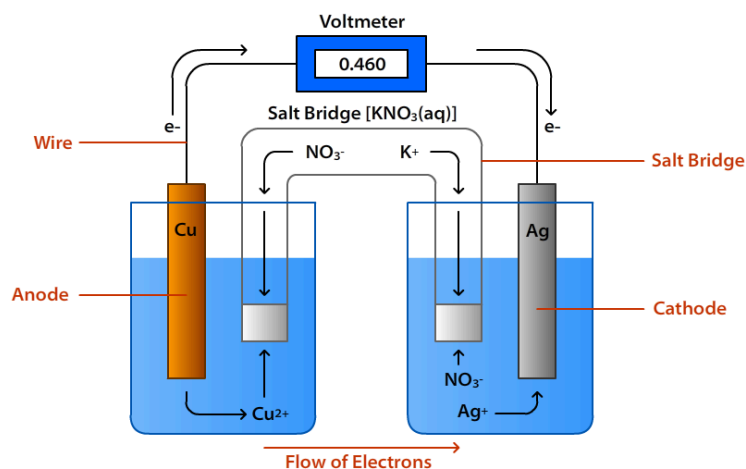 Voltmeter
0.460
Salt Bridge [KNO₃(aq)]
e-
e-
Wire
NO₃-
K+
Salt Bridge
Cu
Ag
Anode
Cathode
NO₃-
Cu²⁺
Ag+
Flow of Electrons